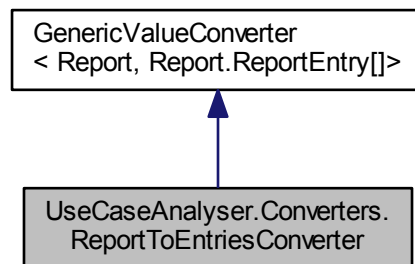 GenericValueConverter
< Report, Report.ReportEntry[]>
UseCaseAnalyser.Converters.
ReportToEntriesConverter